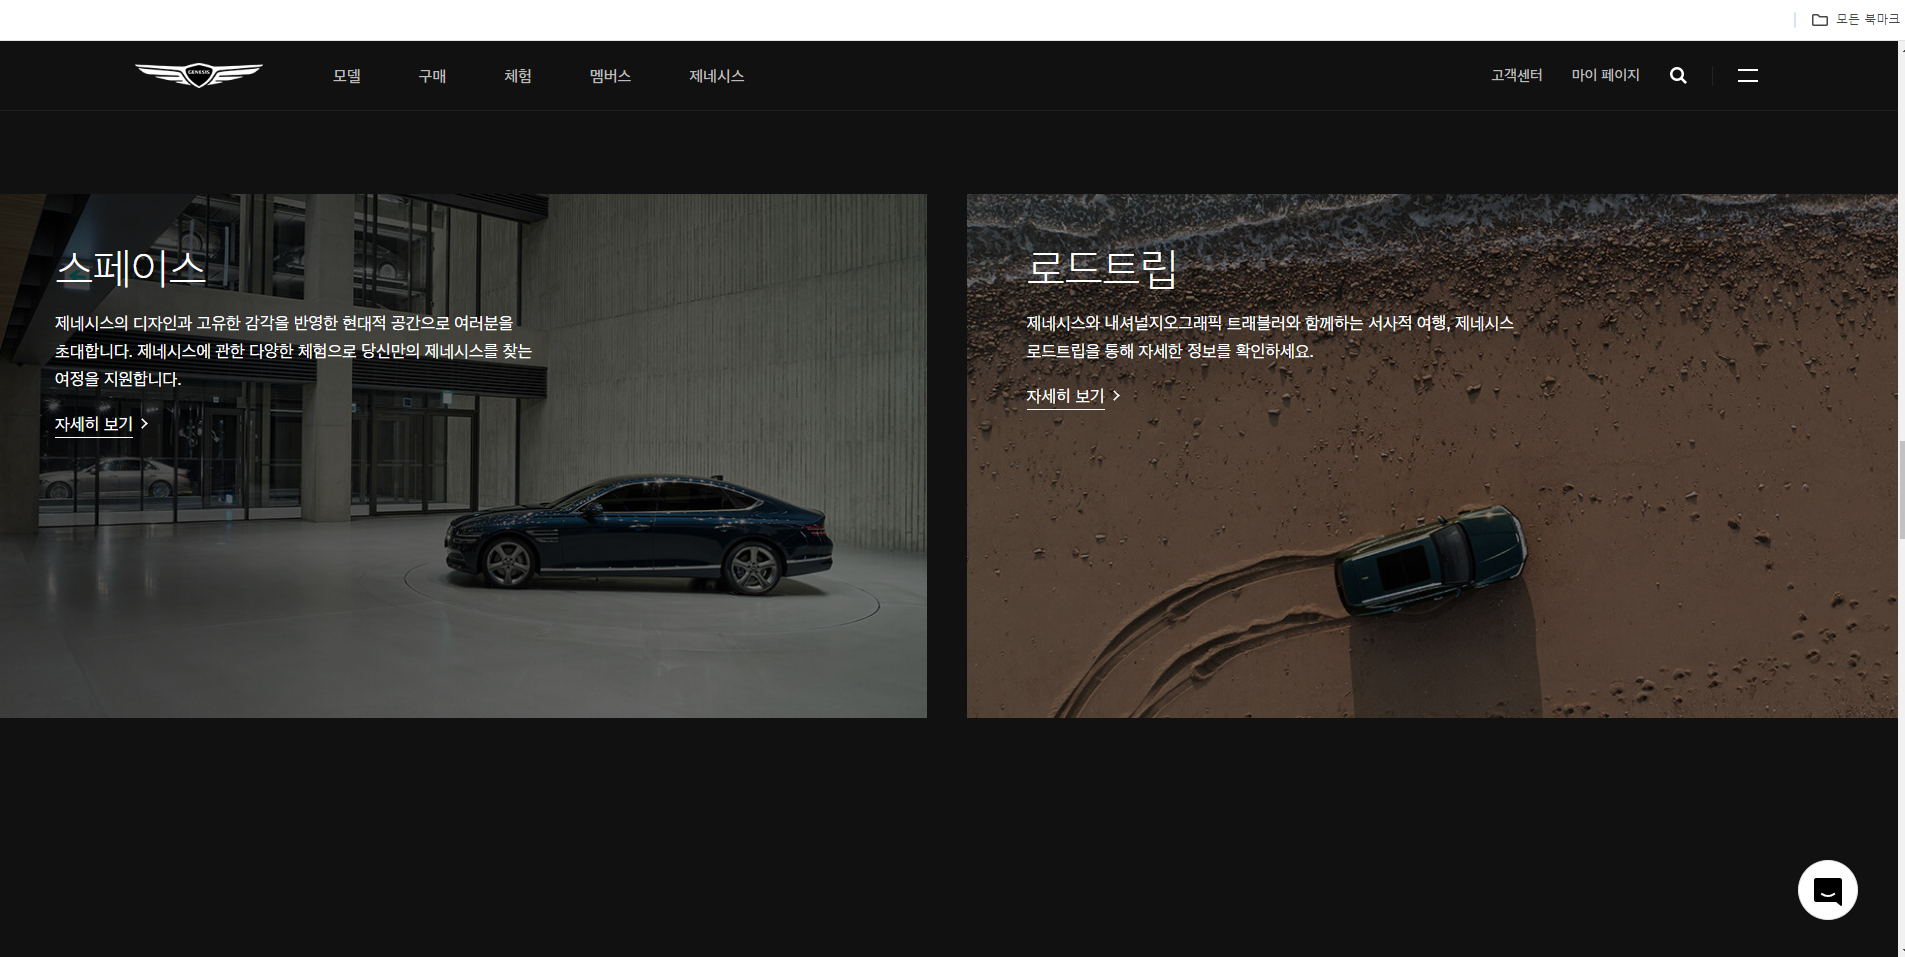 모든 북마크
GENESIS
모델
구매
체험
멤버스
제네시스
고객센터
마이 페이지
스페이스
제네시스의 디자인과 고유한 감각을 반영한 현대적 공간으로 여러분을
초대합니다. 제네시스에 관한 다양한 체험으로 당신만의 제네시스를 찾는
여정을 지원합니다.
자세히 보기
로드트립
제네시스와 내셔널지오그래픽 트래블러와 함께하는 서사적 여행, 제네시스
로드트립을 통해 자세한 정보를 확인하세요.
자세히 보기